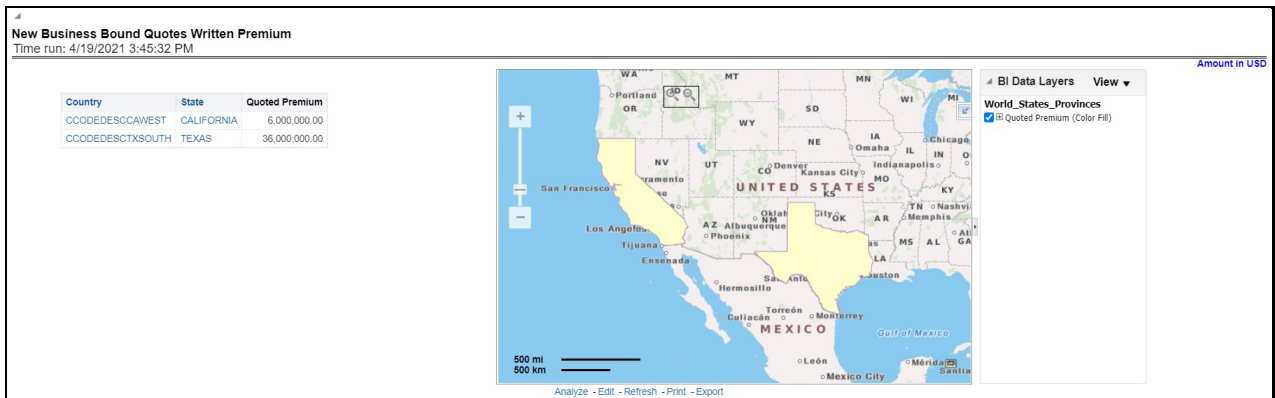 New Business Bound Quotes Written Premium
Time run: 4/19/2021 3:45:32 PM
Amount in USD
Country State Quoted Premium
CCODEDESCCAWEST CALIFORNIA 6,000,000.00
CCODEDESCTXSOUTH TEXAS 36,000,000.00
WA
MT
MN
Portland
OR
SD
WI
MI
WY
IA
Chicago
NE
Omaha
IL
IN
NV
UT
Denver
CO
Kansas City
Indianapolis
MO
San Francisco
UNITED STATES
KS
KY
TN
Memphis
AZ
Albuquerque
NM
City
OK
AR
Phoenix
Los Angeles
MS
AL
GA
Tijuana
LA
Ensenada
Hermosillo
Torreón
Culiacán
Monterrey
MEXICO
Gulf of Mexico
500 mi
500 km
León
Mérida
Mexico City
BI Data Layers View
World_States_Provinces
Quoted Premium (Color Fill)
Analyze - Edit - Refresh - Print - Export